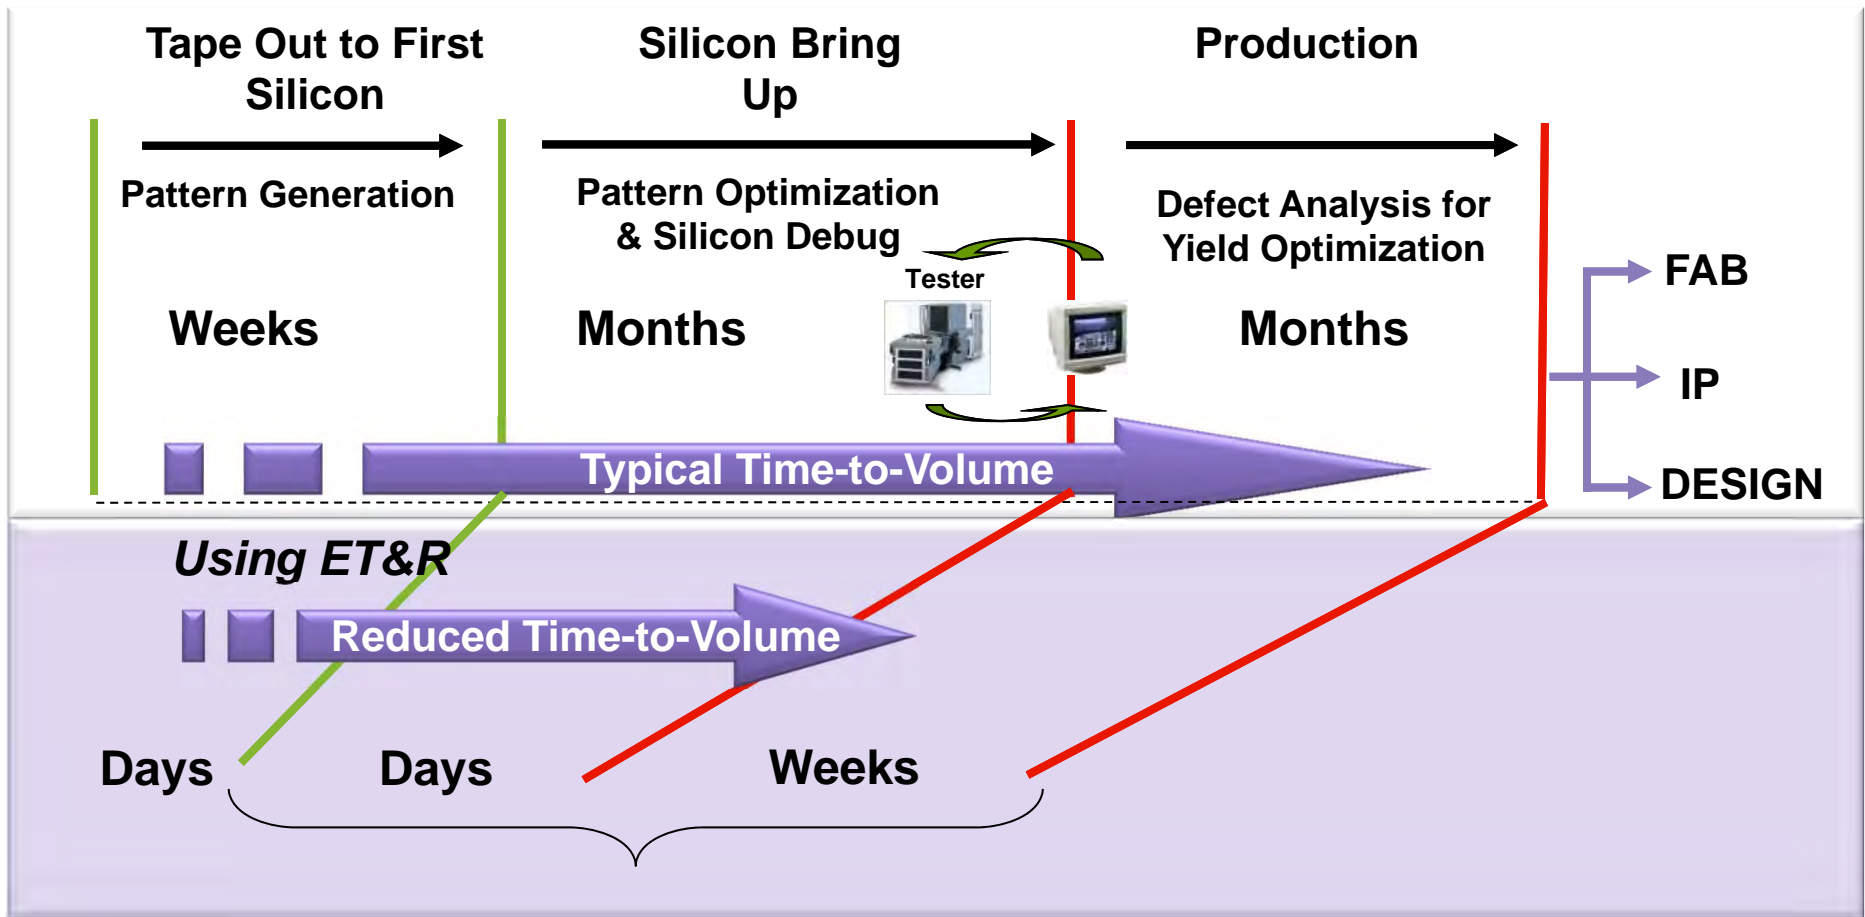 Tape Out to First
Silicon
Silicon Bring
Up
Production
Pattern Generation
Pattern Optimization
& Silicon Debug
Defect Analysis for
Yield Optimization
Tester
Weeks
Months
Months
FAB
IP
DESIGN
Typical Time-to-Volume
Using ET&R
Reduced Time-to-Volume
Days
Days
Weeks